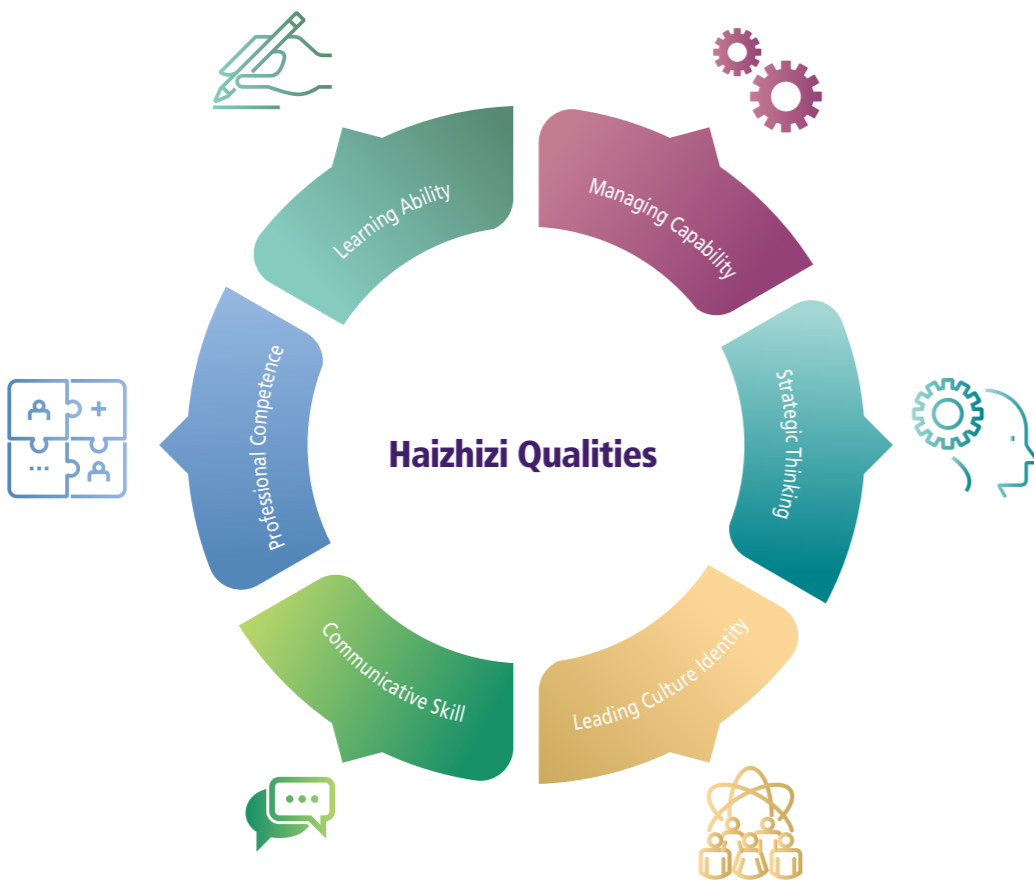 Learning Ability
Managing Capability
Professional Competence
Haizhizi Qualities
Strategic Thinking
Communicative Skill
Leading Culture Identity